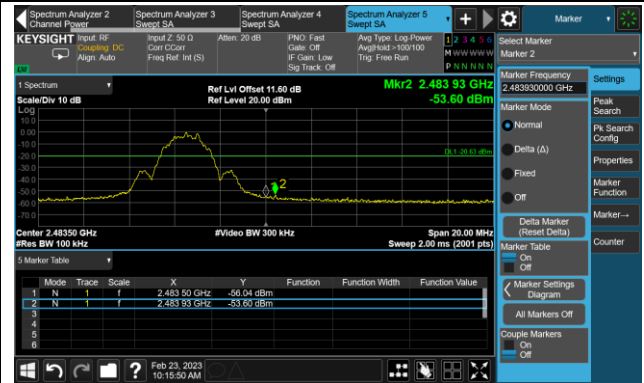 Spectrum Analyzer 2
Channel Power
Spectrum Analyzer 3
Swept SA
Spectrum Analyzer 4
Swept SA
Spectrum Analyzer 5
Swept SA
Marker
KEYSIGHT
Input: RF
Coupling: DC
Align: Auto
Input Z: 50 Ω
Corr CCorr
Freq Ref: Int (S)
Atten: 20 dB
PNO: Fast
Gate: Off
IF Gain: Low
Sig Track: Off
Avg Type: Log-Power
Avg|Hold:>100/100
Trig: Free Run
1 2 3 4 5 6
M W W W W W
P N N N N N
Select Marker
Marker 2
1 Spectrum
Scale/Div 10 dB
Ref Lvl Offset 11.60 dB
Ref Level 20.00 dBm
Mkr2 2.483 93 GHz
-53.60 dBm
Log
10.0
0.00
-10.0
-20.0
-30.0
-40.0
-50.0
-60.0
-70.0
DL1 -20.63 dBm
2
Center 2.48350 GHz
#Res BW 100 kHz
#Video BW 300 kHz
Span 20.00 MHz
Sweep 2.00 ms (2001 pts)
5 Marker Table
Mode Trace Scale X Y Function Function Width Function Value
1 N 1 f 2.483 50 GHz -56.04 dBm
2 N 1 f 2.483 93 GHz -53.60 dBm
3
4
5
6
Marker Frequency
2.483930000 GHz
Marker Mode
Normal
Delta (Δ)
Fixed
Off
Delta Marker
(Reset Delta)
Marker Table
On
Off
Marker Settings
Diagram
All Markers Off
Couple Markers
On
Off
Settings
Peak
Search
Pk Search
Config
Properties
Marker
Function
Marker→
Counter
?
Feb 23, 2023
10:15:50 AM